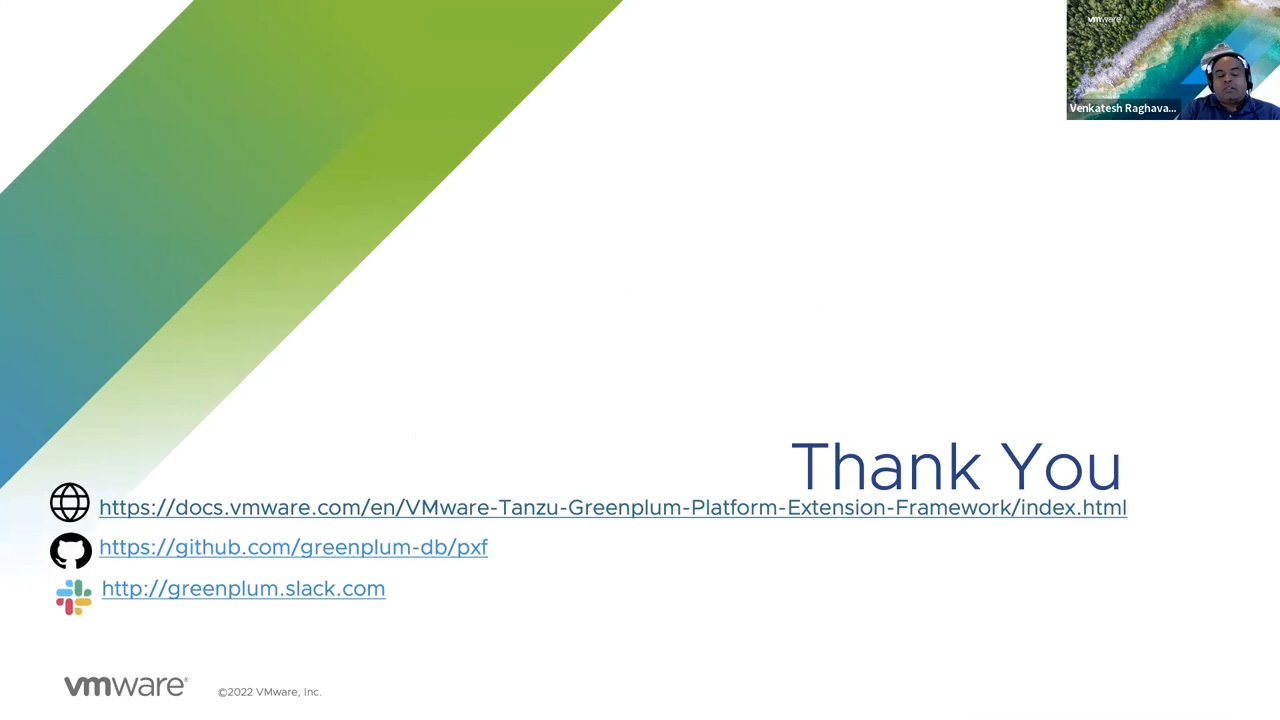 vmware
Venkatesh Raghava...
Thank You
https://docs.vmware.com/en/VMware-Tanzu-Greenplum-Platform-Extension-Framework/index.html
https://github.com/greenplum-db/pxf
http://greenplum.slack.com
vmware®
©2022 VMware, Inc.